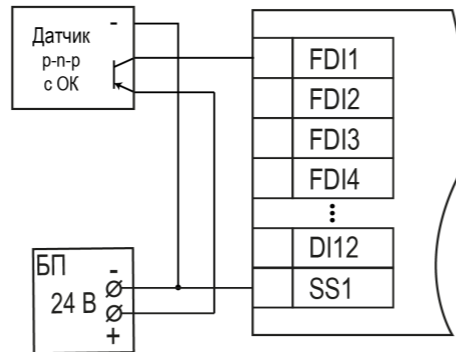 Датчик
p-n-p
с ОК
-
FDI1
FDI2
FDI3
FDI4
⋮
DI12
SS1
БП
24 В
-
+